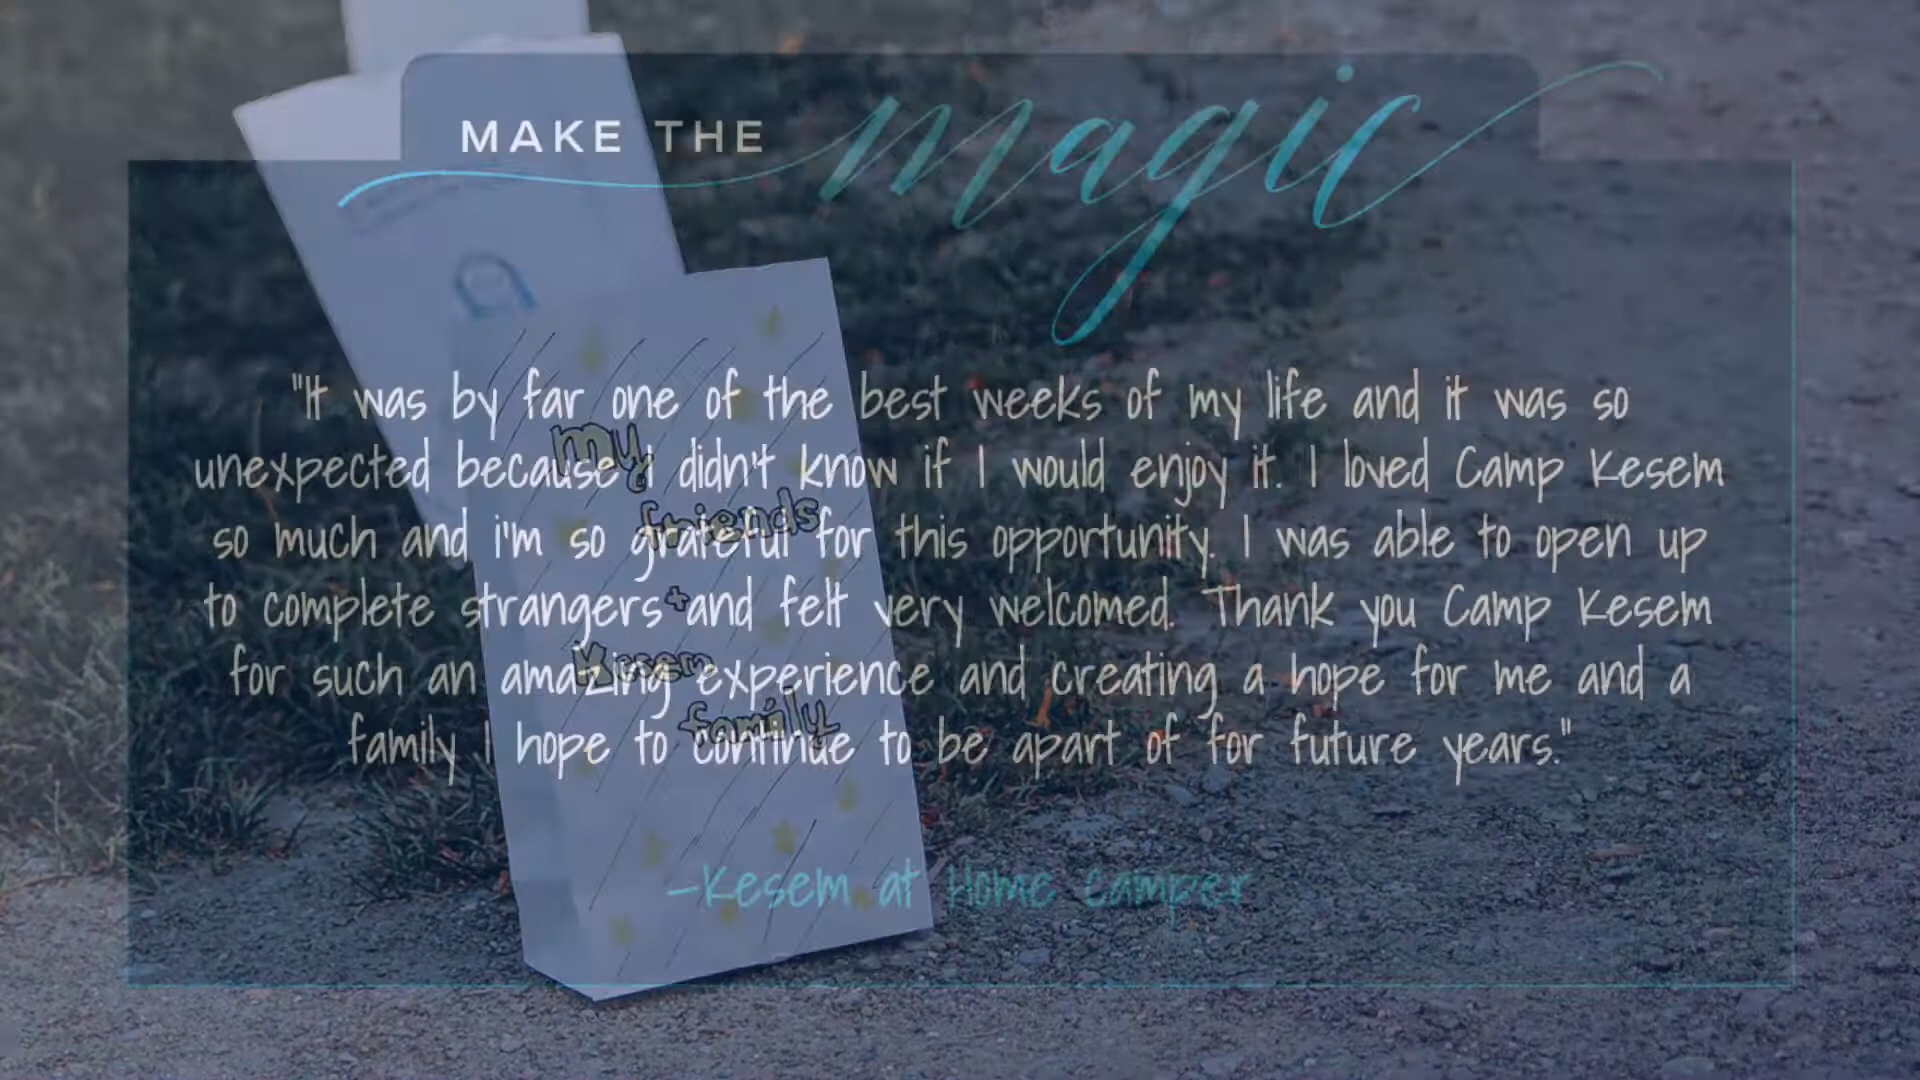 MAKE THE magic
"It was by far one of the best weeks of my life and it was so
unexpected because I didn't know if I would enjoy it. I loved Camp Kesem
so much and i'm so grateful for this opportunity. I was able to open up
to complete strangers and felt very welcomed. Thank you Camp Kesem
for such an amazing experience and creating a hope for me and a
family I hope to continue to be apart of for future years."
-Kesem at Home camper
my
friends
+
Kesem
family